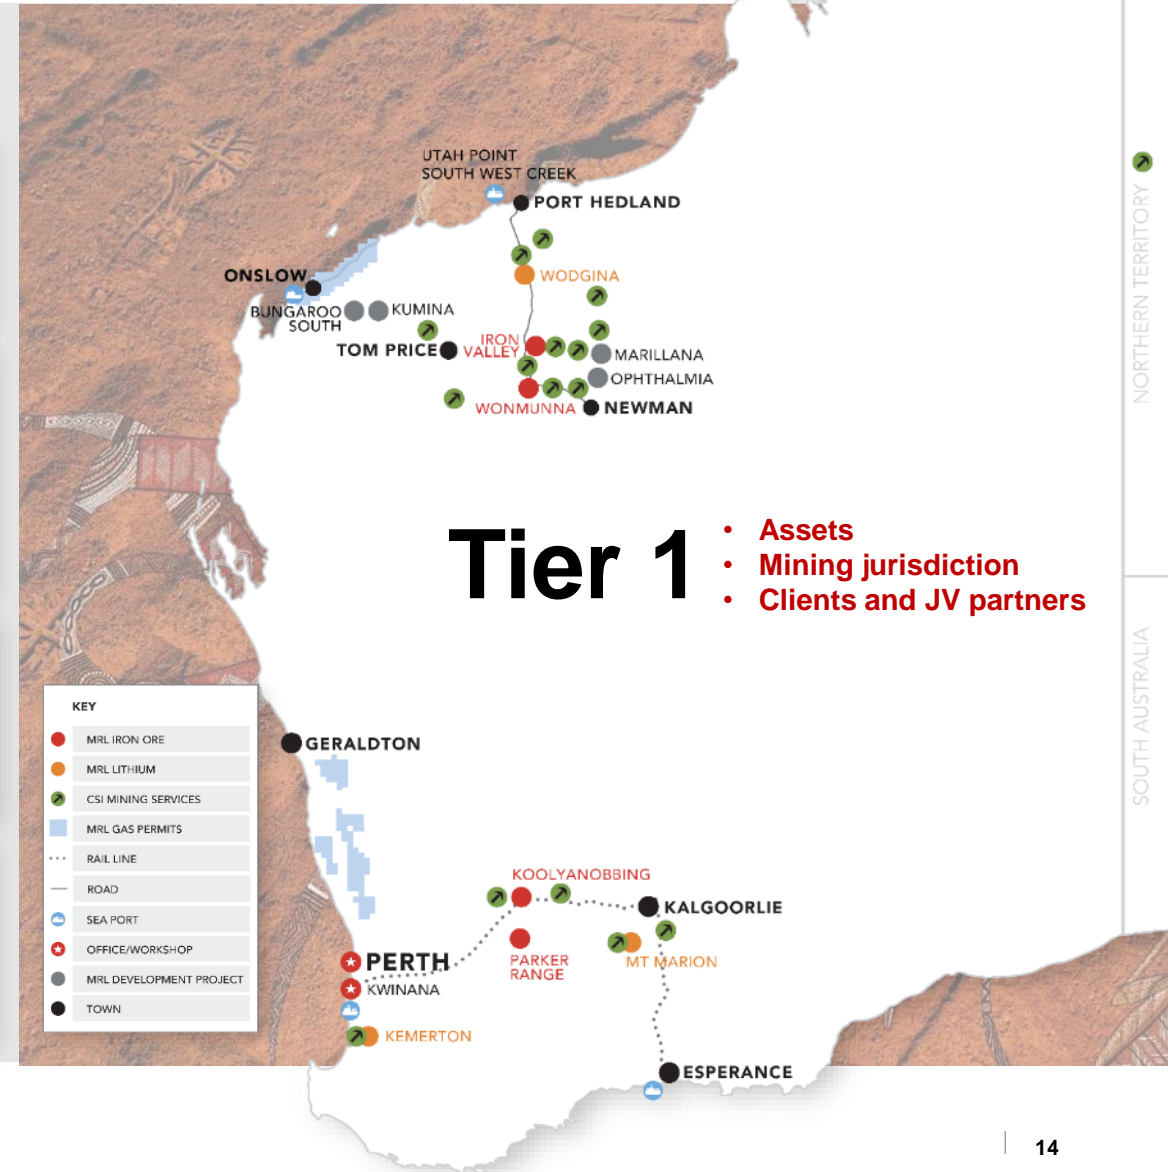 UTAH POINT
SOUTH WEST CREEK
PORT HEDLAND
WODGINA
ONSLOW
BUNGAROO
SOUTH
KUMINA
TOM PRICE
IRON
VALLEY
MARILLANA
OPHTHALMIA
WONMUNNA
NEWMAN
NORTHERN TERRITORY
Tier 1
• Assets
• Mining jurisdiction
• Clients and JV partners
SOUTH AUSTRALIA
KEY
MRL IRON ORE
MRL LITHIUM
CSI MINING SERVICES
MRL GAS PERMITS
RAIL LINE
ROAD
SEA PORT
OFFICE/WORKSHOP
MRL DEVELOPMENT PROJECT
TOWN
GERALDTON
KOOLYANOBBING
KALGOORLIE
PERTH
PARKER
RANGE
MT MARION
KWINANA
KEMERTON
ESPERANCE
14